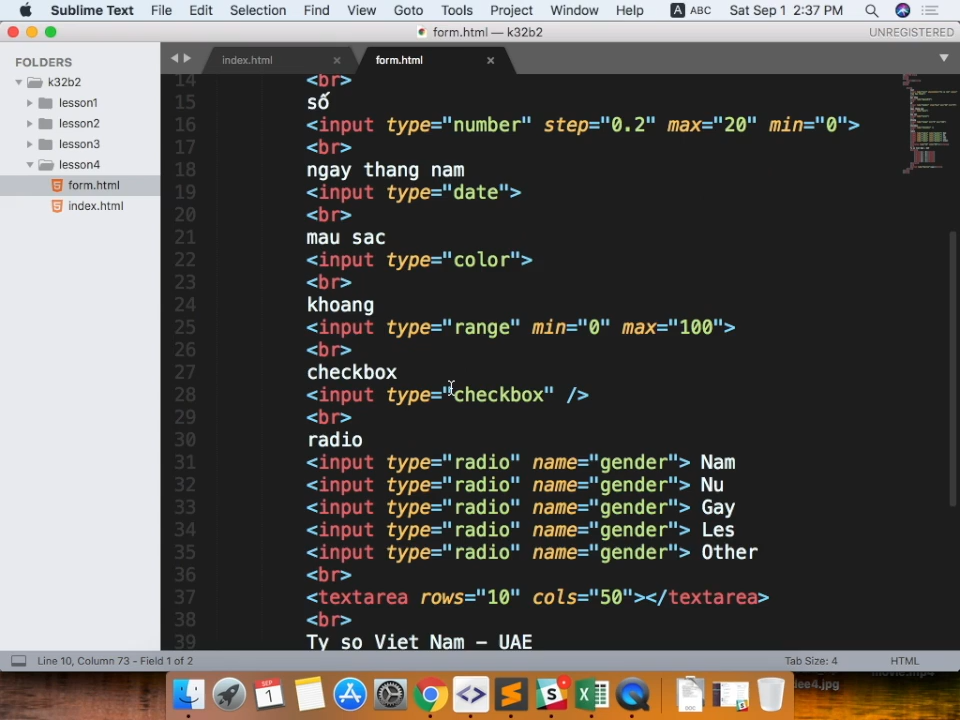 Sublime Text File Edit Selection Find View Goto Tools Project Window Help A ABC Sat Sep 1 2:37 PM
form.html — k32b2 UNREGISTERED
FOLDERS
k32b2
lesson1
lesson2
lesson3
lesson4
form.html
index.html
index.html × form.html ×
14 <br>
15 số
16 <input type="number" step="0.2" max="20" min="0">
17 <br>
18 ngay thang nam
19 <input type="date">
20 <br>
21 mau sac
22 <input type="color">
23 <br>
24 khoang
25 <input type="range" min="0" max="100">
26 <br>
27 checkbox
28 <input type="checkbox" />
29 <br>
30 radio
31 <input type="radio" name="gender"> Nam
32 <input type="radio" name="gender"> Nu
33 <input type="radio" name="gender"> Gay
34 <input type="radio" name="gender"> Les
35 <input type="radio" name="gender"> Other
36 <br>
37 <textarea rows="10" cols="50"></textarea>
38 <br>
39 Ty so Viet Nam - UAE
Line 10, Column 73 - Field 1 of 2 Tab Size: 4 HTML
movie.mp4
lee4.jpg
SEP
1
DOC